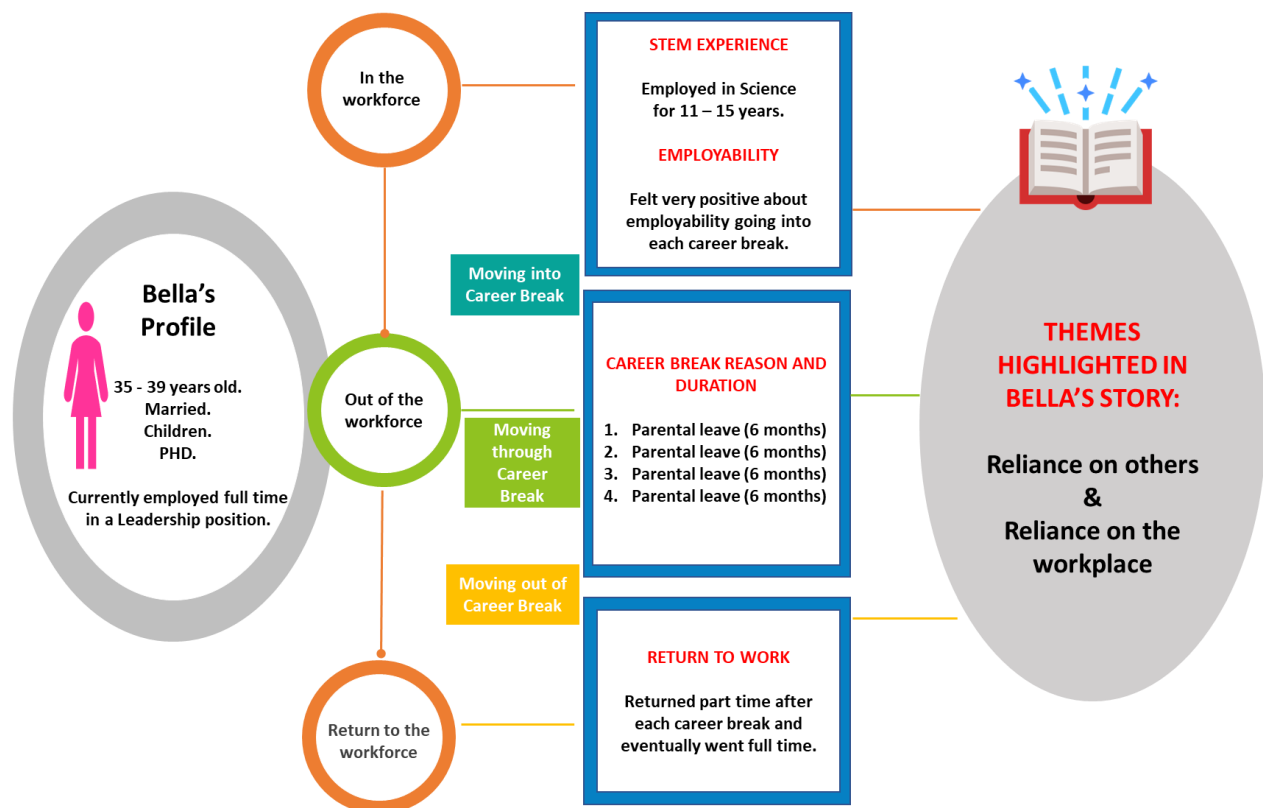 Bella's
Profile
35 - 39 years old.
Married.
Children.
PHD.
Currently employed full time
in a Leadership position.
In the
workforce
Out of the
workforce
Return to the
workforce
Moving into
Career Break
Moving
through
Career
Break
Moving out of
Career Break
STEM EXPERIENCE
Employed in Science
for 11 – 15 years.
EMPLOYABILITY
Felt very positive about
employability going into
each career break.
CAREER BREAK REASON AND
DURATION
1. Parental leave (6 months)
2. Parental leave (6 months)
3. Parental leave (6 months)
4. Parental leave (6 months)
RETURN TO WORK
Returned part time after
each career break and
eventually went full time.
THEMES
HIGHLIGHTED IN
BELLA'S STORY:
Reliance on others
&
Reliance on the
workplace